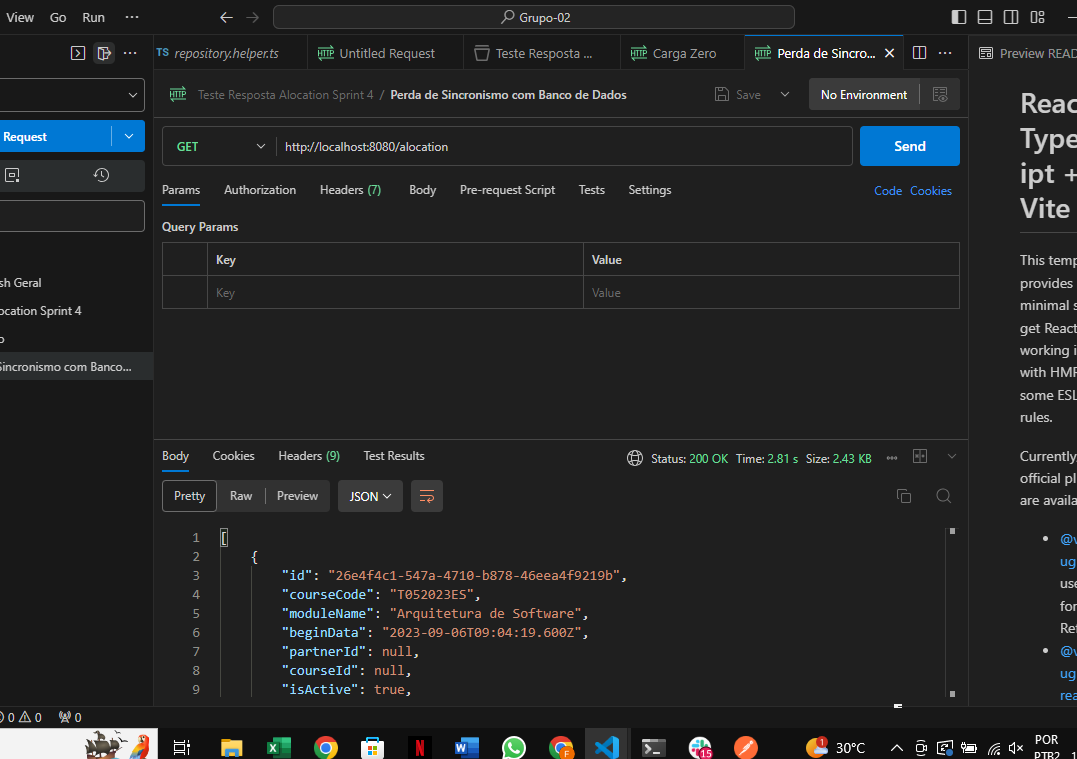 View Go Run ··· Grupo-02
TS repository.helper.ts HTTP Untitled Request Teste Resposta ... HTTP Carga Zero HTTP Perda de Sincro... Preview READ
HTTP Teste Resposta Alocation Sprint 4 / Perda de Sincronismo com Banco de Dados Save No Environment
Request
GET http://localhost:8080/alocation Send
Params Authorization Headers (7) Body Pre-request Script Tests Settings Code Cookies
Query Params
Key Value
Key Value
sh Geral
ocation Sprint 4
o
Sincronismo com Banco...
Reac
Type
ipt +
Vite
This temp
provides
minimal s
get React
working i
with HMR
some ESL
rules.
Currently
official pl
are availa
@v
ug
use
for
Ref
@v
ug
rea
Body Cookies Headers (9) Test Results Status: 200 OK Time: 2.81 s Size: 2.43 KB
Pretty Raw Preview JSON
1 [
2 {
3 "id": "26e4f4c1-547a-4710-b878-46eea4f9219b",
4 "courseCode": "T052023ES",
5 "moduleName": "Arquitetura de Software",
6 "beginData": "2023-09-06T09:04:19.600Z",
7 "partnerId": null,
8 "courseId": null,
9 "isActive": true,
0 0 0
N W F 15 1 30°C POR
PTB2